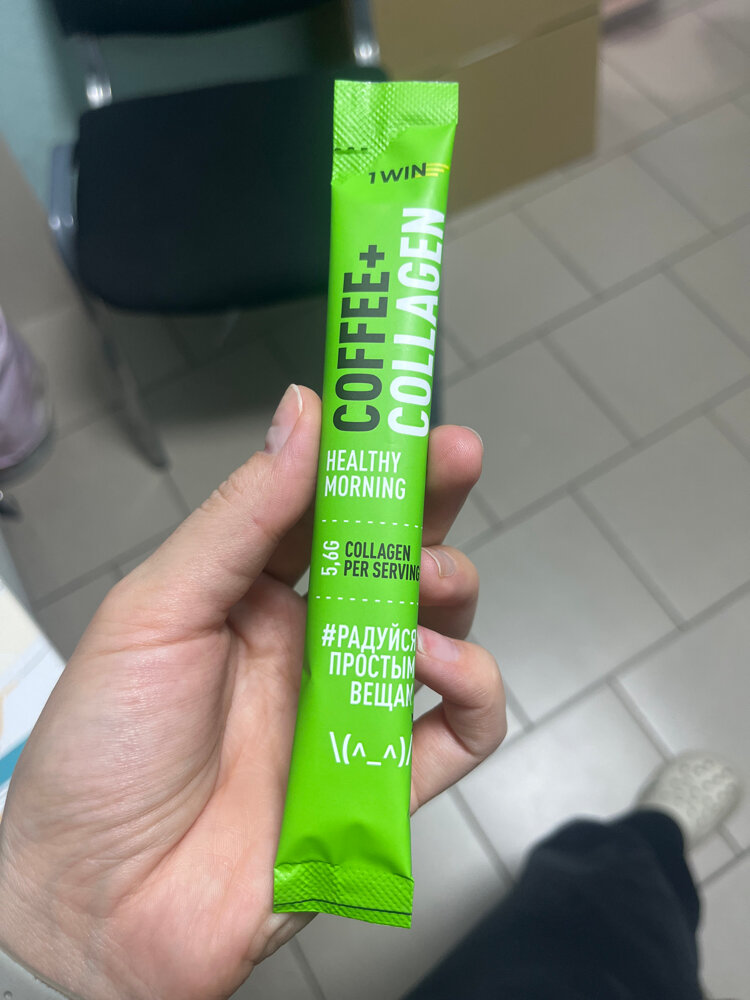 1WIN
COFFEE+
COLLAGEN
HEALTHY
MORNING
5,6G
COLLAGEN
PER SERVING
#РАДУЙСЯ
ПРОСТЫМ
ВЕЩАМ
\(^_^)/